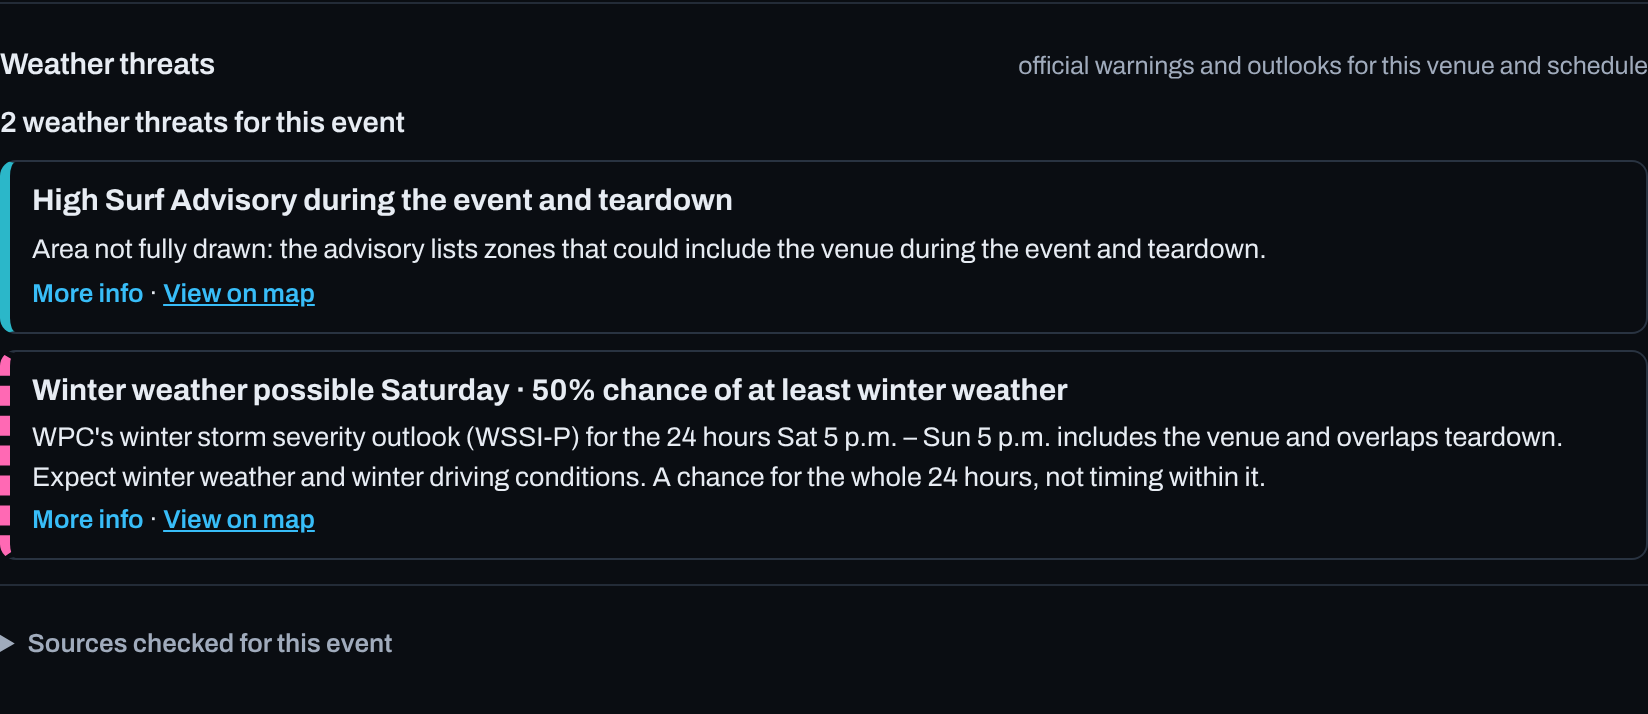 Weather threats
official warnings and outlooks for this venue and schedule
2 weather threats for this event
High Surf Advisory during the event and teardown
Area not fully drawn: the advisory lists zones that could include the venue during the event and teardown.
More info · View on map
Winter weather possible Saturday · 50% chance of at least winter weather
WPC's winter storm severity outlook (WSSI-P) for the 24 hours Sat 5 p.m. – Sun 5 p.m. includes the venue and overlaps teardown.
Expect winter weather and winter driving conditions. A chance for the whole 24 hours, not timing within it.
More info · View on map
Sources checked for this event